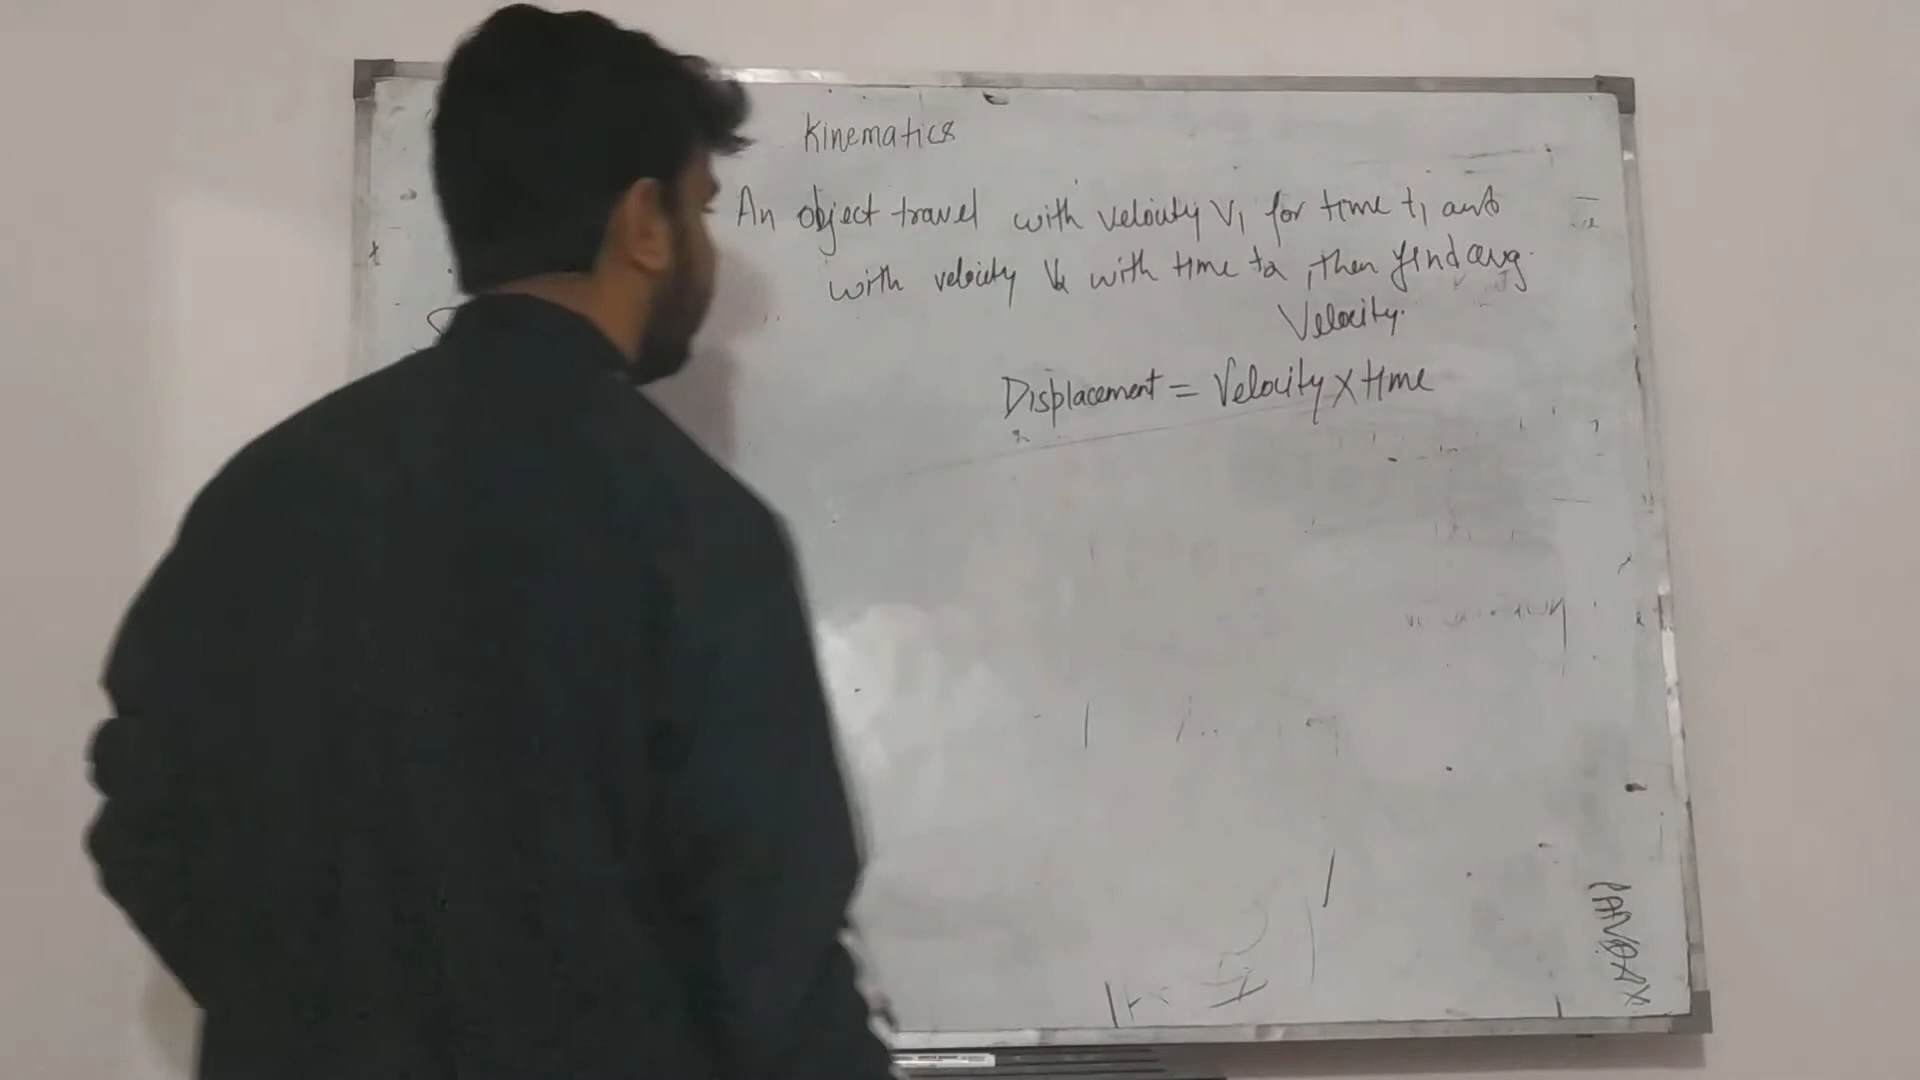 Kinematics
An object travel with velocity V₁ for time t₁ and
with velocity V₂ with time t₂, then find avg.
Velocity.
Displacement = Velocity × time